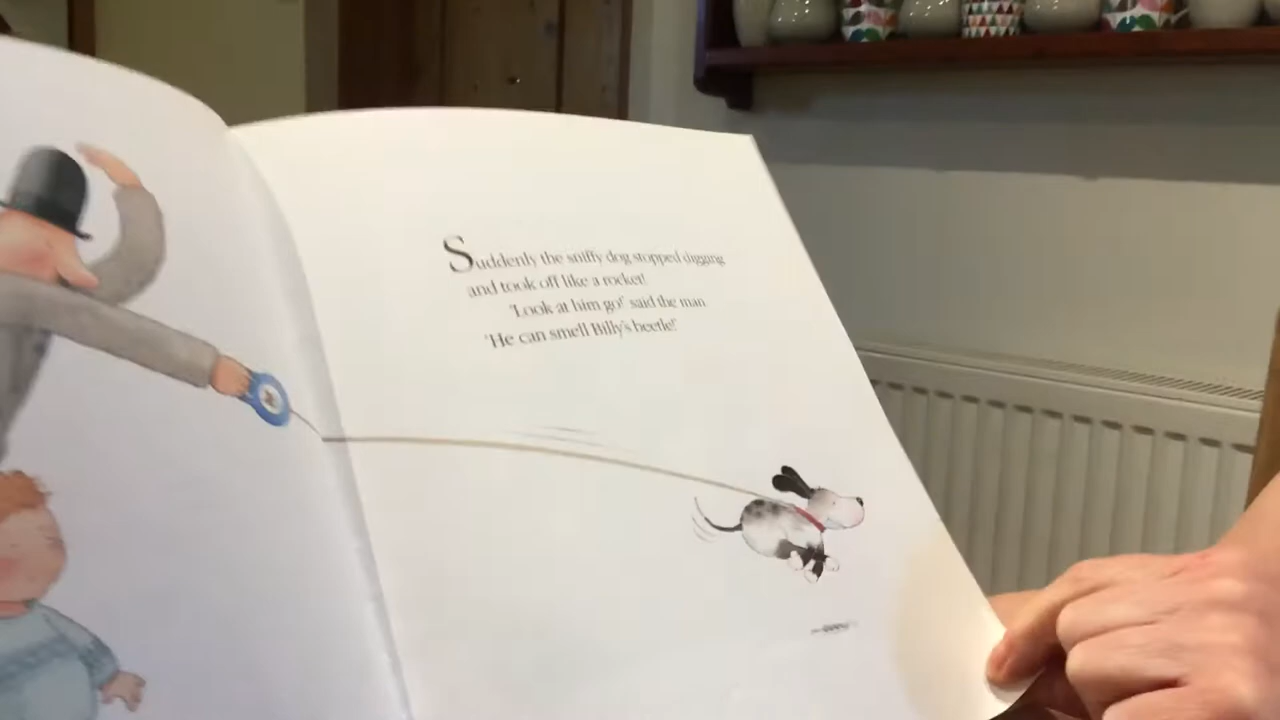 Suddenly the sniffy dog stopped digging
and took off like a rocket!
'Look at him go!' said the man.
'He can smell Billy's beetle!'